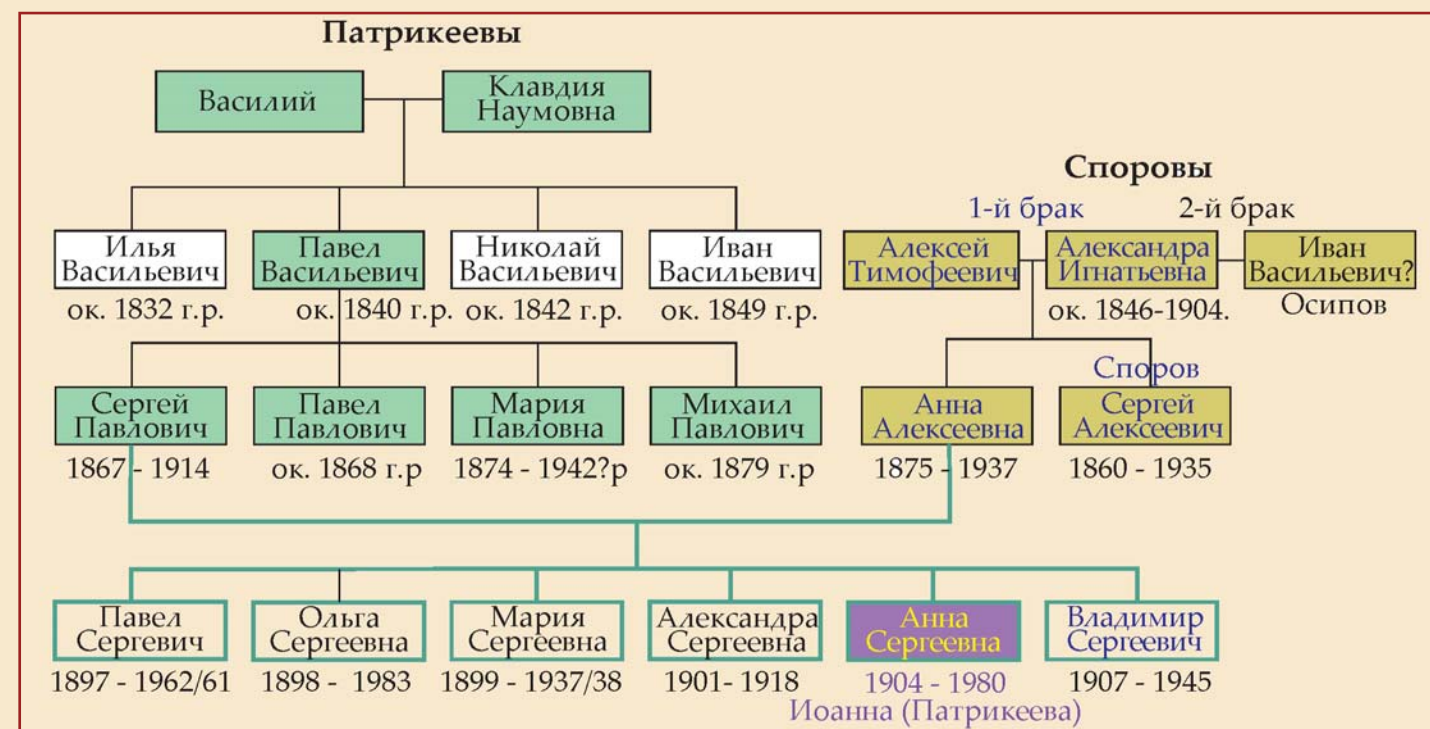 Патрикеевы
Василий
Клавдия
Наумовна
Споровы
1-й брак
2-й брак
Илья
Васильевич
ок. 1832 г.р.
Павел
Васильевич
ок. 1840 г.р.
Николай
Васильевич
ок. 1842 г.р.
Иван
Васильевич
ок. 1849 г.р.
Алексей
Тимофеевич
Александра
Игнатьевна
ок. 1846-1904.
Иван
Васильевич?
Осипов
Сергей
Павлович
1867 - 1914
Павел
Павлович
ок. 1868 г.р
Мария
Павловна
1874 - 1942?р
Михаил
Павлович
ок. 1879 г.р
Анна
Алексеевна
1875 - 1937
Споров
Сергей
Алексеевич
1860 - 1935
Павел
Сергевич
1897 - 1962/61
Ольга
Сергеевна
1898 - 1983
Мария
Сергеевна
1899 - 1937/38
Александра
Сергеевна
1901- 1918
Анна
Сергеевна
1904 - 1980
Иоанна (Патрикеева)
Владимир
Сергеевич
1907 - 1945